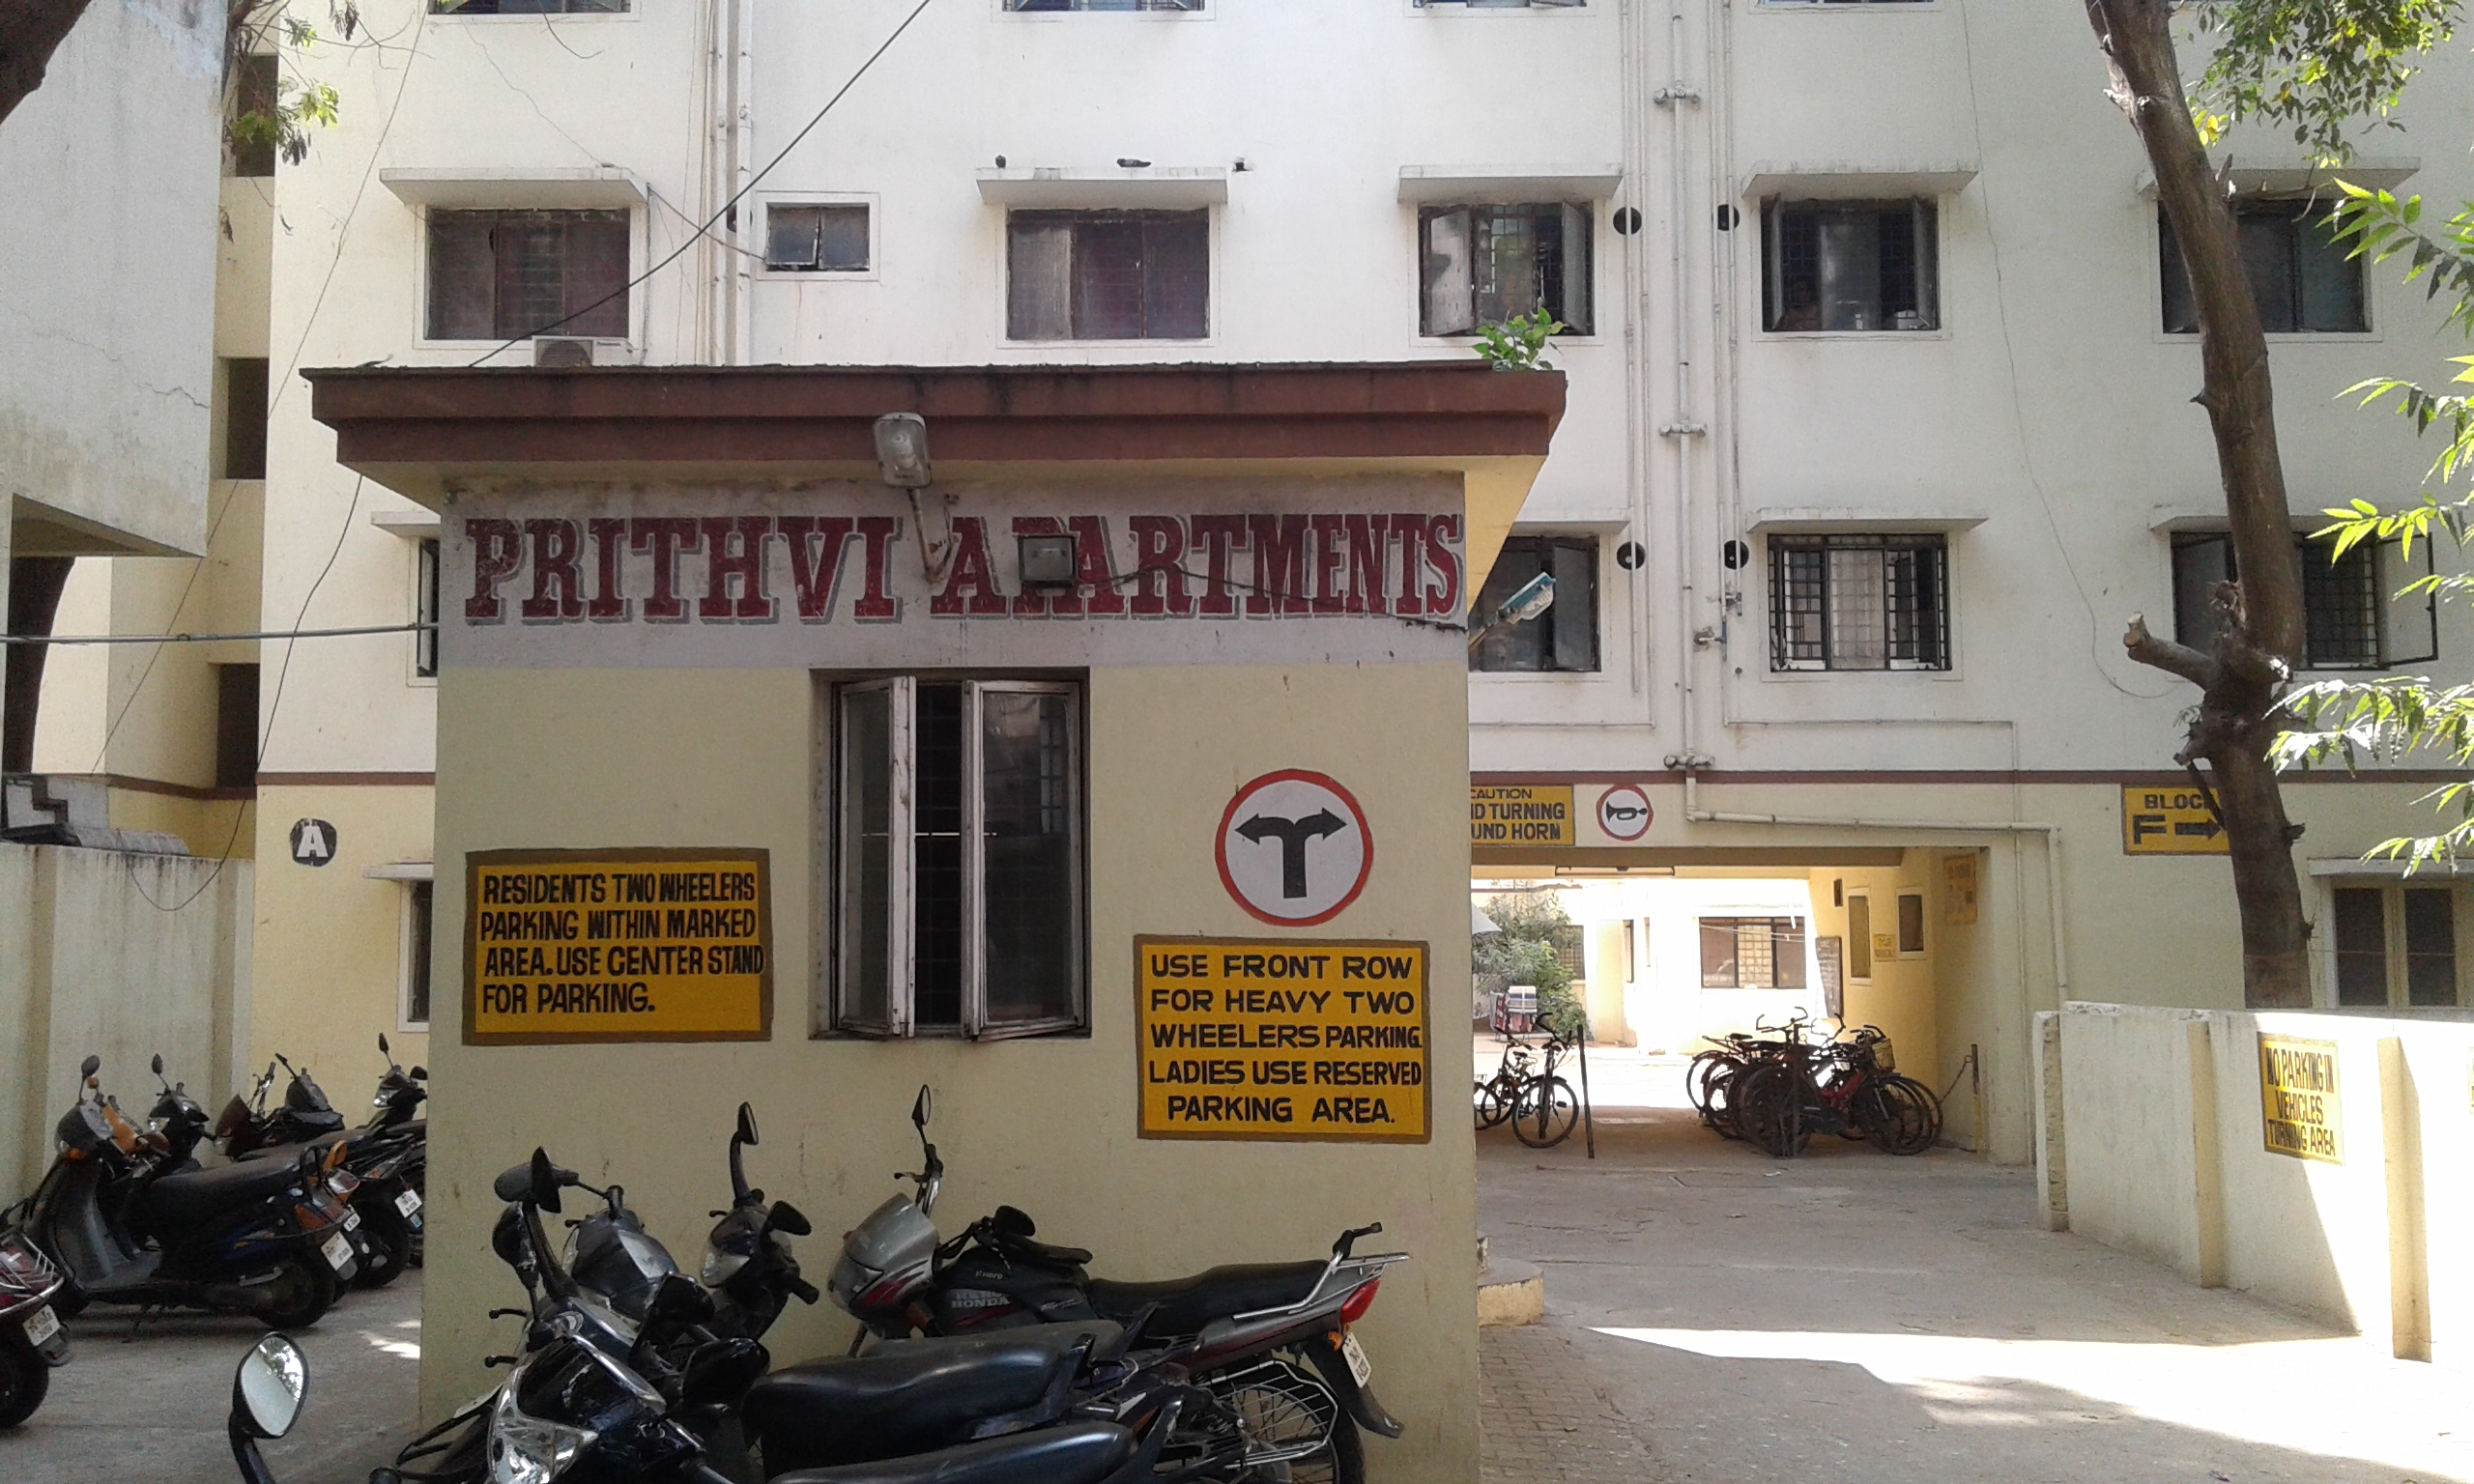 PRITHVI APARTMENTS
A
RESIDENTS TWO WHEELERS
PARKING WITHIN MARKED
AREA. USE CENTER STAND
FOR PARKING.
USE FRONT ROW
FOR HEAVY TWO
WHEELERS PARKING.
LADIES USE RESERVED
PARKING AREA.
CAUTION
TURNING
HORN
BLOCK
F
NO PARKING IN
VEHICLES
TURNING AREA
HERO
HONDA